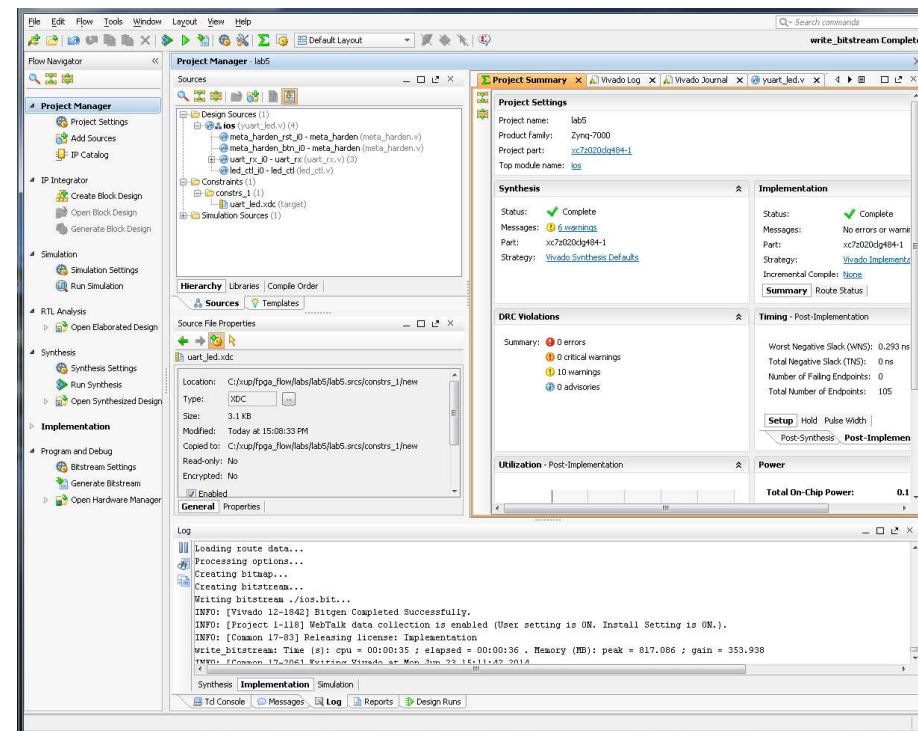 File Edit Flow Tools Window Layout View Help
Search commands
Default Layout
write_bitstream Complete
Flow Navigator
Project Manager
Project Settings
Add Sources
IP Catalog
IP Integrator
Create Block Design
Open Block Design
Generate Block Design
Simulation
Simulation Settings
Run Simulation
RTL Analysis
Open Elaborated Design
Synthesis
Synthesis Settings
Run Synthesis
Open Synthesized Design
Implementation
Program and Debug
Bitstream Settings
Generate Bitstream
Open Hardware Manager
Project Manager - lab5
Sources
Design Sources (1)
ios (yuart_led.v) (4)
meta_harden_rst_i0 - meta_harden (meta_harden.v)
meta_harden_btn_i0 - meta_harden (meta_harden.v)
uart_rx_i0 - uart_rx (uart_rx.v) (3)
led_ctl_i0 - led_ctl (led_ctl.v)
Constraints (1)
constrs_1 (1)
uart_led.xdc (target)
Simulation Sources (1)
Hierarchy Libraries Compile Order
Sources Templates
Source File Properties
uart_led.xdc
Location: C:/xup/fpga_flow/labs/lab5/lab5.srcs/constrs_1/new
Type: XDC
Size: 3.1 KB
Modified: Today at 15:08:33 PM
Copied to: C:/xup/fpga_flow/labs/lab5/lab5.srcs/constrs_1/new
Read-only: No
Encrypted: No
Enabled
General Properties
Project Summary Vivado Log Vivado Journal yuart_led.v
Project Settings
Project name: lab5
Product family: Zynq-7000
Project part: xc7z020clg484-1
Top module name: ios
Synthesis
Status: Complete
Messages: 6 warnings
Part: xc7z020clg484-1
Strategy: Vivado Synthesis Defaults
Implementation
Status: Complete
Messages: No errors or warnir
Part: xc7z020clg484-1
Strategy: Vivado Implementa
Incremental Compile: None
Summary Route Status
DRC Violations
Summary: 0 errors
0 critical warnings
10 warnings
0 advisories
Timing - Post-Implementation
Worst Negative Slack (WNS): 0.293 ns
Total Negative Slack (TNS): 0 ns
Number of Failing Endpoints: 0
Total Number of Endpoints: 105
Setup Hold Pulse Width
Post-Synthesis Post-Implemen
Utilization - Post-Implementation
Power
Total On-Chip Power: 0.1
Log
Loading route data...
Processing options...
Creating bitmap...
Creating bitstream...
Writing bitstream ./ios.bit...
INFO: [Vivado 12-1842] Bitgen Completed Successfully.
INFO: [Project 1-118] WebTalk data collection is enabled (User setting is ON. Install Setting is ON.).
INFO: [Common 17-83] Releasing license: Implementation
write_bitstream: Time (s): cpu = 00:00:35 ; elapsed = 00:00:36 . Memory (MB): peak = 817.086 ; gain = 353.938
INFO: [Common 17-206] Exiting Vivado at Mon Jun 23 15:11:42 2014
Synthesis Implementation Simulation
Tcl Console Messages Log Reports Design Runs